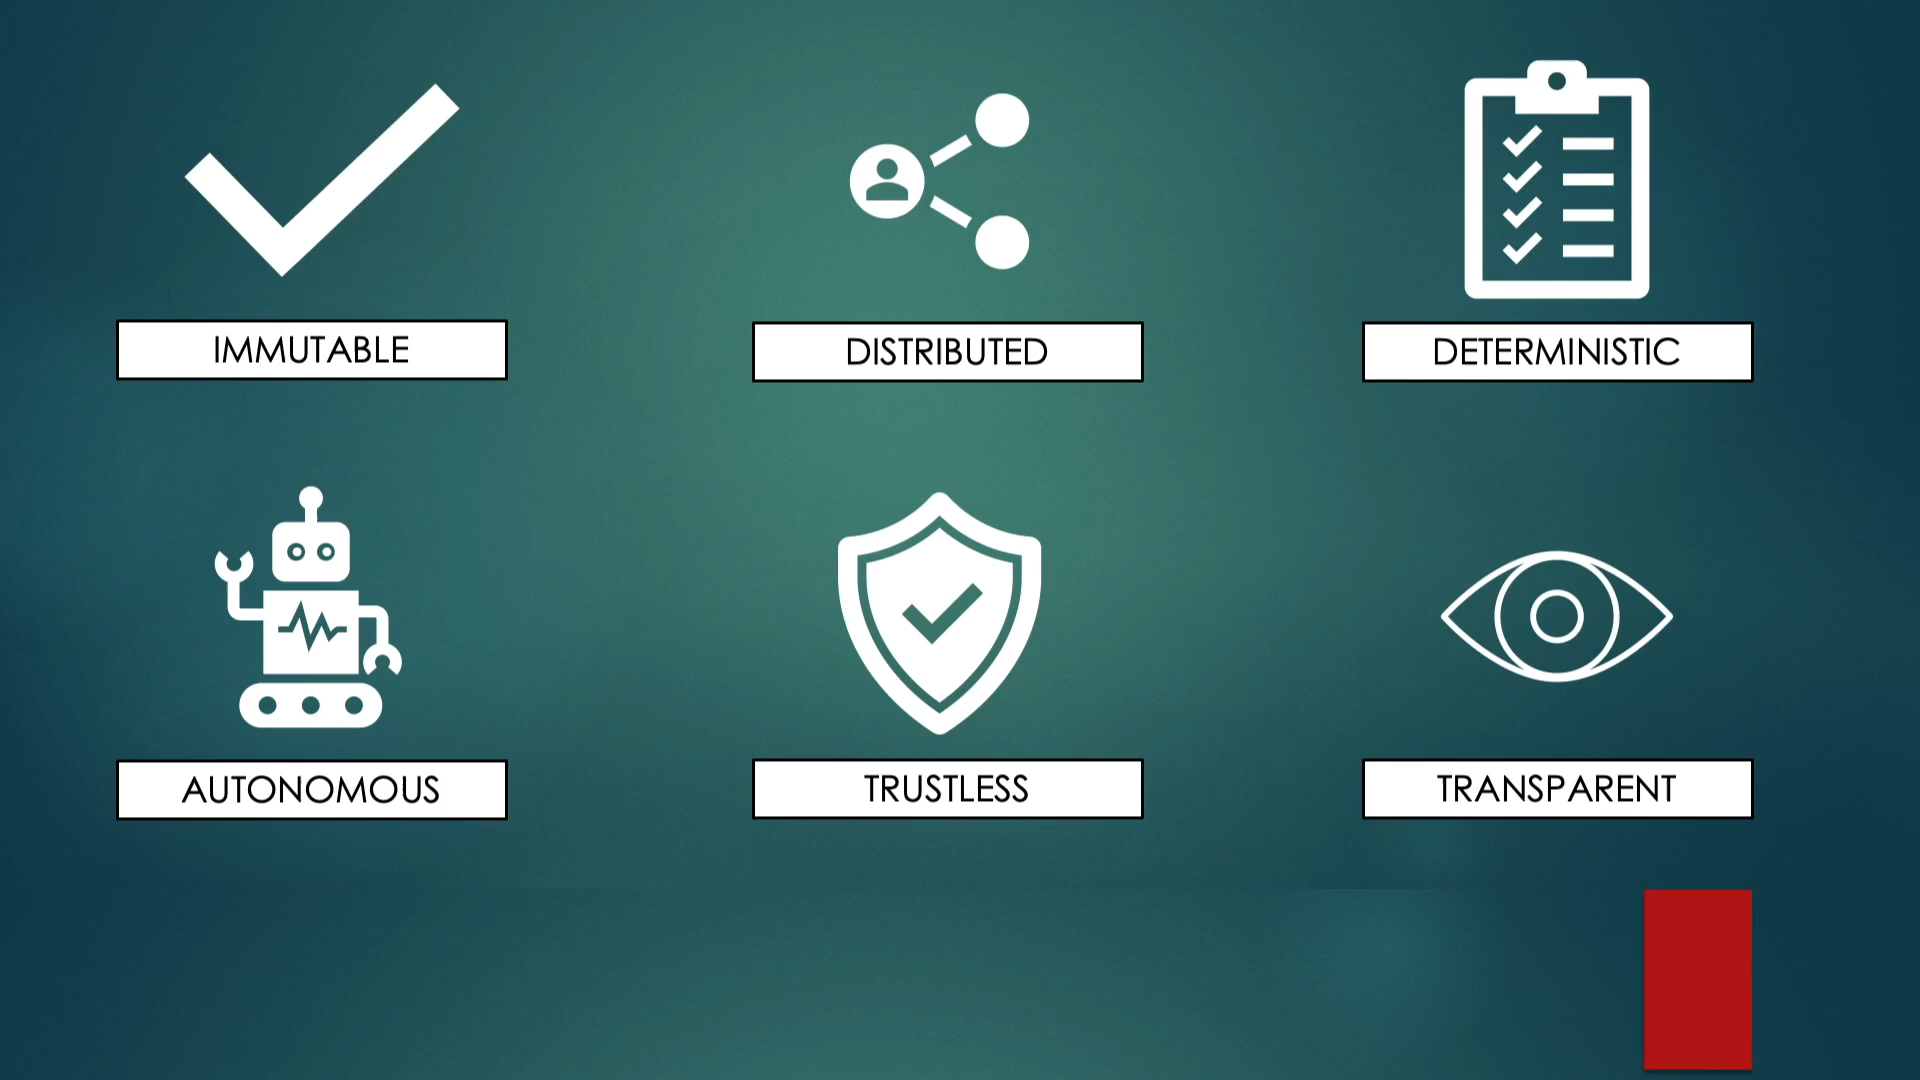 IMMUTABLE
DISTRIBUTED
DETERMINISTIC
AUTONOMOUS
TRUSTLESS
TRANSPARENT